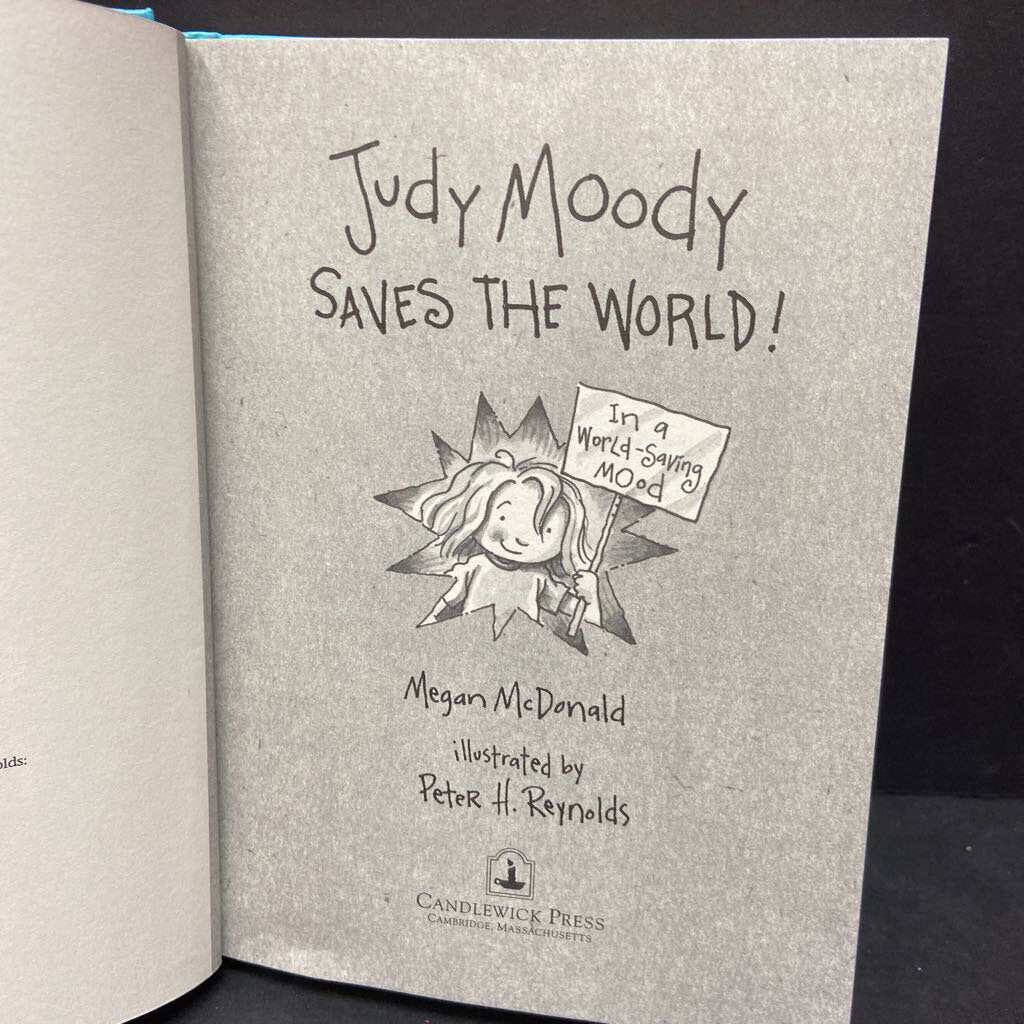 Judy Moody
SAVES THE WORLD!
In a
World-Saving
MOod
Megan McDonald
illustrated by
Peter H. Reynolds
CANDLEWICK PRESS
CAMBRIDGE, MASSACHUSETTS